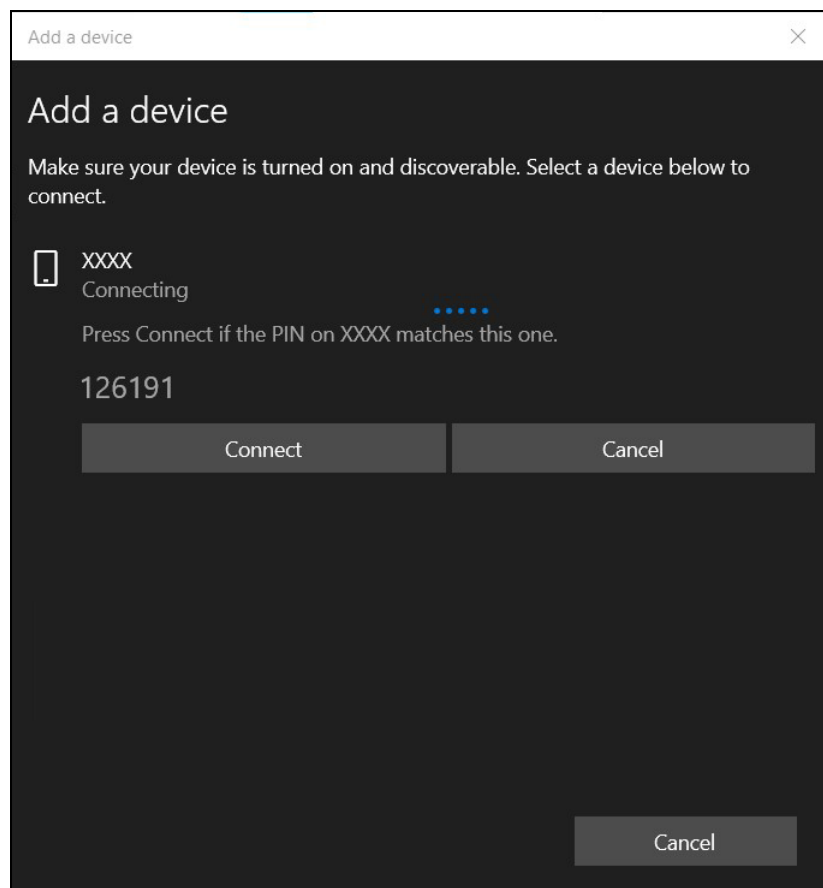 Add a device
Add a device
Make sure your device is turned on and discoverable. Select a device below to
connect.
XXXX
Connecting
Press Connect if the PIN on XXXX matches this one.
126191
Connect Cancel
Cancel